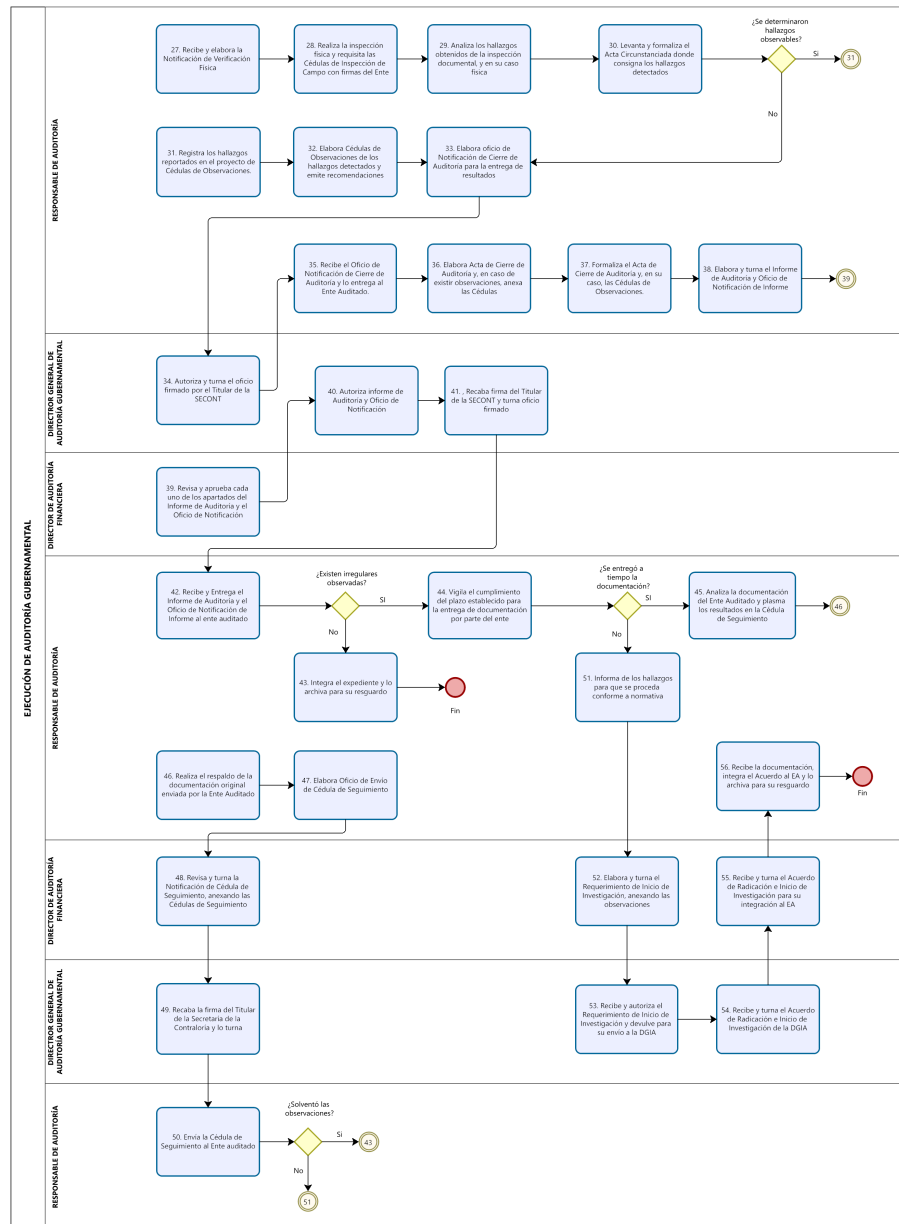 EJECUCIÓN DE AUDITORÍA GUBERNAMENTAL
RESPONSABLE DE AUDITORÍA
27. Recibe y elabora la
Notificación de Verificación
Física
28. Realiza la inspección
física y requisita las
Cédulas de Inspección de
Campo con firmas del Ente
29. Analiza los hallazgos
obtenidos de la inspección
documental, y en su caso
física
30. Levanta y formaliza el
Acta Circunstanciada donde
consigna los hallazgos
detectados
¿Se determinaron
hallazgos
observables?
Si
31
No
31. Registra los hallazgos
reportados en el proyecto de
Cédulas de Observaciones.
32. Elabora Cédulas de
Observaciones de los
hallazgos detectados y
emite recomendaciones
33. Elabora oficio de
Notificación de Cierre de
Auditoria para la entrega de
resultados
35. Recibe el Oficio de
Notificación de Cierre de
Auditoria y lo entrega al
Ente Auditado.
36. Elabora Acta de Cierre de
Auditoria y, en caso de
existir observaciones, anexa
las Cédulas
37. Formaliza el Acta de
Cierre de Auditoria y, en su
caso, las Cédulas de
Observaciones.
38. Elabora y turna el Informe
de Auditoria y Oficio de
Notificación de Informe
39
DIRECTROR GENERAL DE
AUDITORÍA GUBERNAMENTAL
34. Autoriza y turna el oficio
firmado por el Titular de la
SECONT
40. Autoriza informe de
Auditoria y Oficio de
Notificación
41. , Recaba firma del Titular
de la SECONT y turna oficio
firmado
DIRECTOR DE AUDITORÍA
FINANCIERA
39. Revisa y aprueba cada
uno de los apartados del
Informe de Auditoria y el
Oficio de Notificación
RESPONSABLE DE AUDITORÍA
42. Recibe y Entrega el
Informe de Auditoria y el
Oficio de Notificación de
Informe al ente auditado
¿Existen irregulares
observadas?
SI
No
44. Vigila el cumplimiento
del plazo establecido para
la entrega de documentación
por parte del ente
¿Se entregó a
tiempo la
documentación?
SI
No
45. Analiza la documentación
del Ente Auditado y plasma
los resultados en la Cédula
de Seguimiento
46
43. Integra el expediente y lo
archiva para su resguardo
Fin
51. Informa de los hallazgos
para que se proceda
conforme a normativa
46. Realiza el respaldo de la
documentación original
enviada por la Ente Auditado
47. Elabora Oficio de Envío
de Cédula de Seguimiento
56. Recibe la documentación,
integra el Acuerdo al EA y lo
archiva para su resguardo
Fin
DIRECTOR DE AUDITORÍA
FINANCIERA
48. Revisa y turna la
Notificación de Cédula de
Seguimiento, anexando las
Cédulas de Seguimiento
52. Elabora y turna el
Requerimiento de Inicio de
Investigación, anexando las
observaciones
55. Recibe y turna el Acuerdo
de Radicación e Inicio de
Investigación para su
integración al EA
DIRECTROR GENERAL DE
AUDITORÍA GUBERNAMENTAL
49. Recaba la firma del Titular
de la Secretaria de la
Contraloría y lo turna
53. Recibe y autoriza el
Requerimiento de Inicio de
Investigación y devulve para
su envío a la DGIA
54. Recibe y turna el Acuerdo
de Radicación e Inicio de
Investigación de la DGIA
RESPONSABLE DE AUDITORÍA
50. Envía la Cédula de
Seguimiento al Ente auditado
¿Solventó las
observaciones?
Si
43
No
51